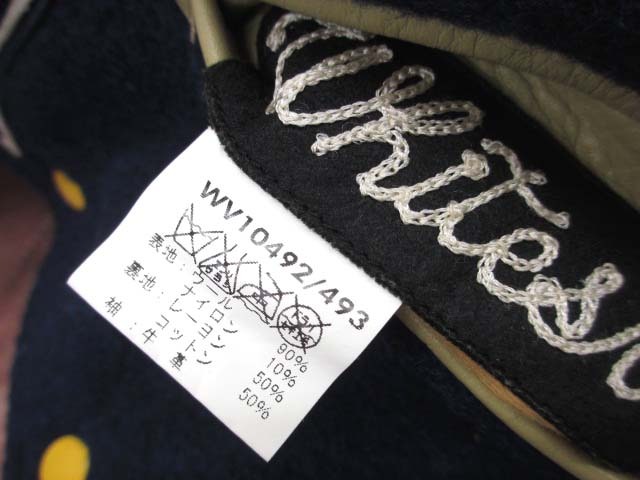 Whites
WV10492/493
表地：ウール 90%
ナイロン 10%
裏地：レーヨン 50%
コットン 50%
袖：牛革